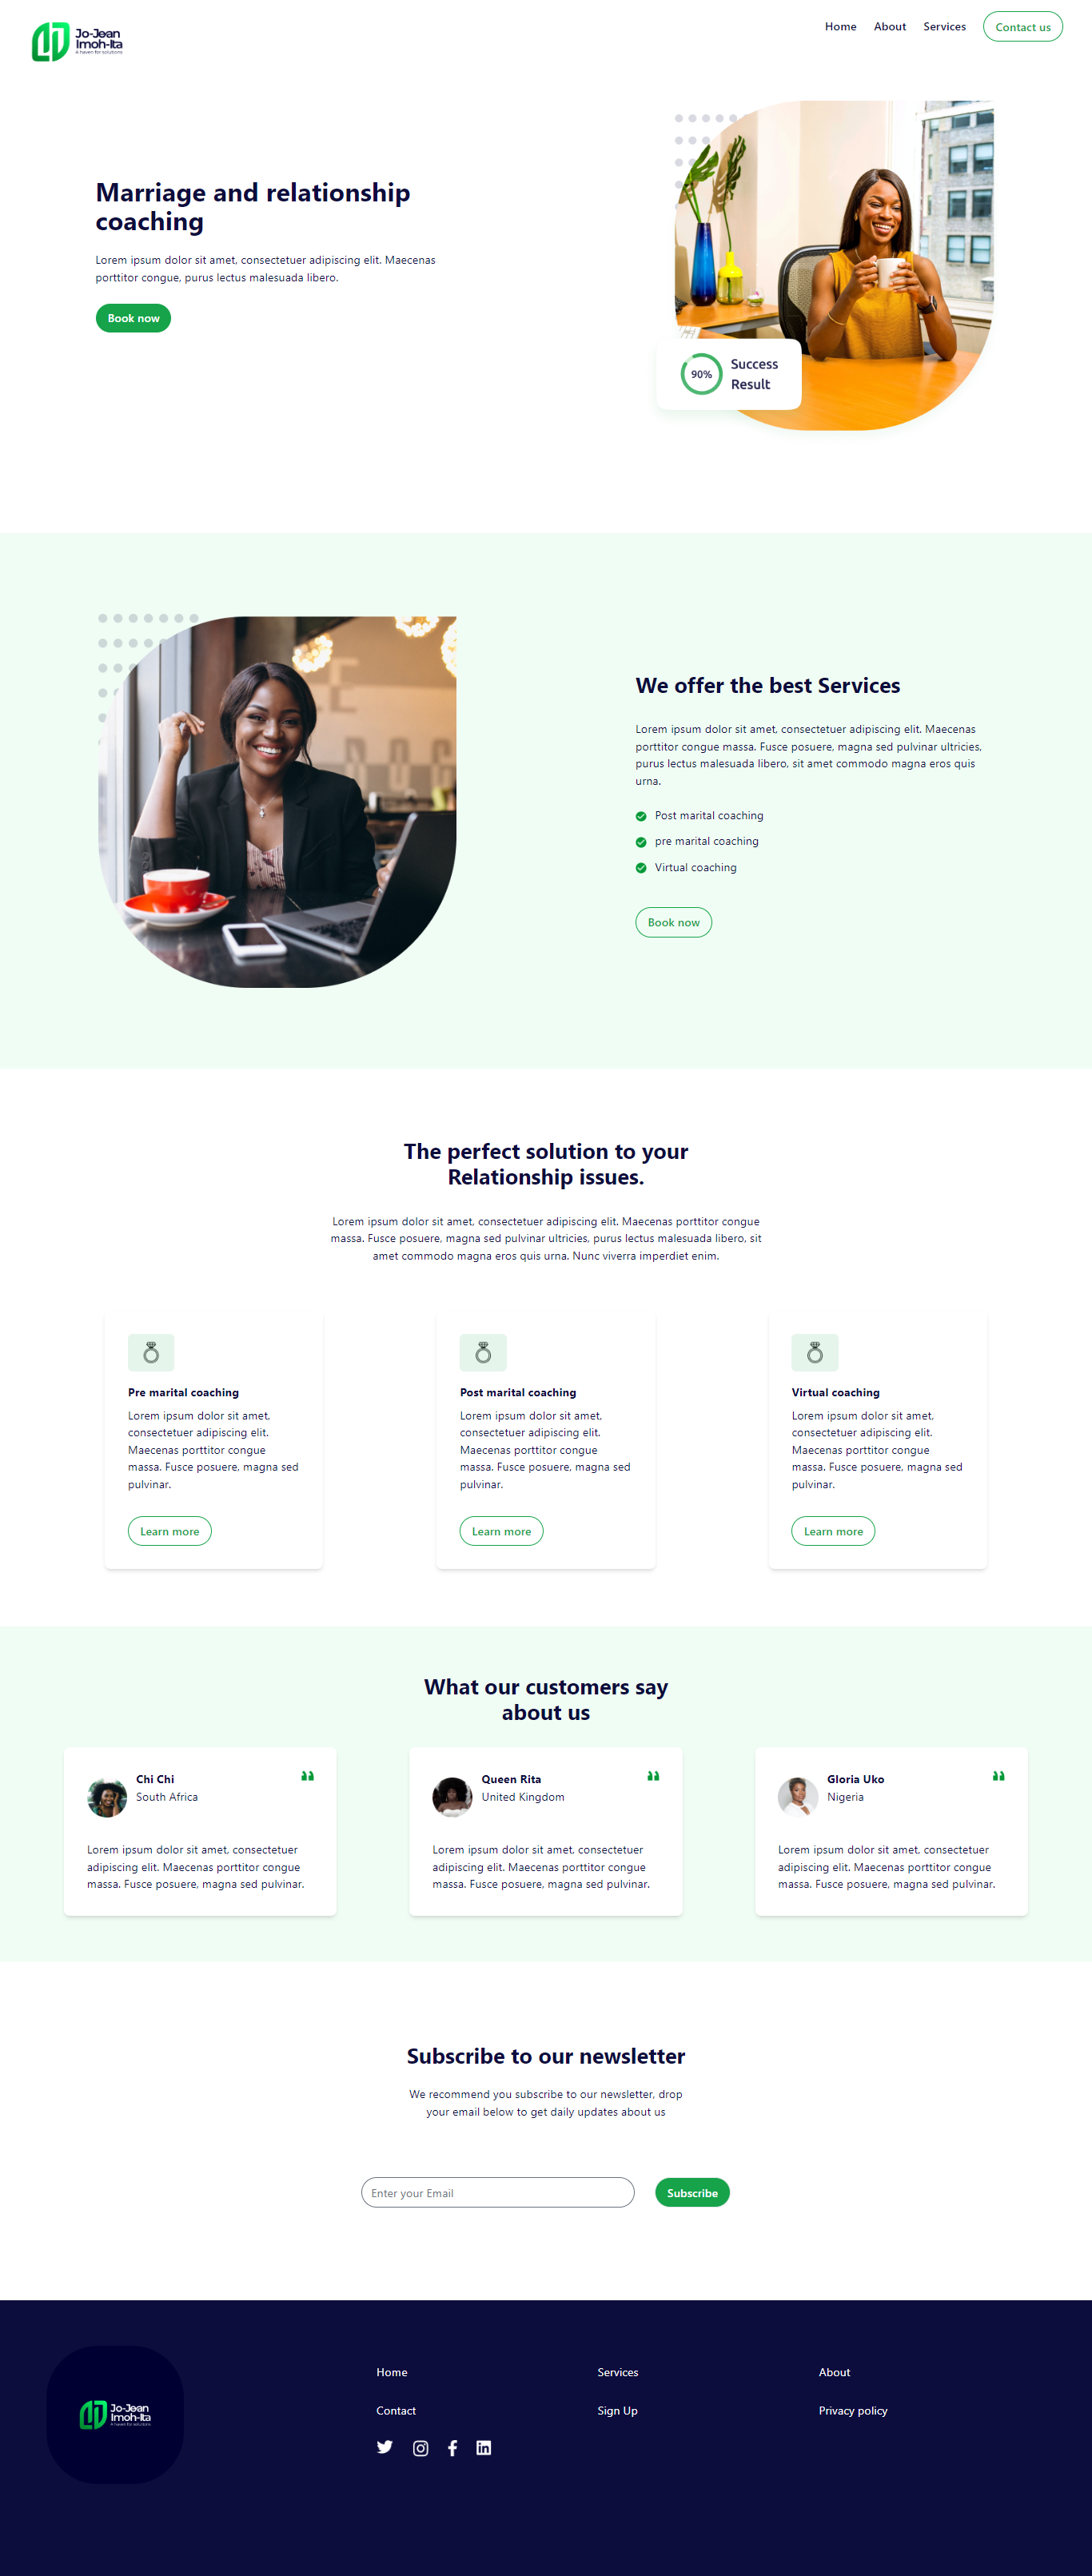 Jo-Jean
Imoh-Ita
A haven for solutions
Home About Services Contact us
Marriage and relationship
coaching
Lorem ipsum dolor sit amet, consectetuer adipiscing elit. Maecenas
porttitor congue, purus lectus malesuada libero.
Book now
90%
Success
Result
We offer the best Services
Lorem ipsum dolor sit amet, consectetuer adipiscing elit. Maecenas
porttitor congue massa. Fusce posuere, magna sed pulvinar ultricies,
purus lectus malesuada libero, sit amet commodo magna eros quis
urna.
Post marital coaching
pre marital coaching
Virtual coaching
Book now
The perfect solution to your
Relationship issues.
Lorem ipsum dolor sit amet, consectetuer adipiscing elit. Maecenas porttitor congue
massa. Fusce posuere, magna sed pulvinar ultricies, purus lectus malesuada libero, sit
amet commodo magna eros quis urna. Nunc viverra imperdiet enim.
Pre marital coaching
Lorem ipsum dolor sit amet,
consectetuer adipiscing elit.
Maecenas porttitor congue
massa. Fusce posuere, magna sed
pulvinar.
Learn more
Post marital coaching
Lorem ipsum dolor sit amet,
consectetuer adipiscing elit.
Maecenas porttitor congue
massa. Fusce posuere, magna sed
pulvinar.
Learn more
Virtual coaching
Lorem ipsum dolor sit amet,
consectetuer adipiscing elit.
Maecenas porttitor congue
massa. Fusce posuere, magna sed
pulvinar.
Learn more
What our customers say
about us
Chi Chi
South Africa
Lorem ipsum dolor sit amet, consectetuer
adipiscing elit. Maecenas porttitor congue
massa. Fusce posuere, magna sed pulvinar.
Queen Rita
United Kingdom
Lorem ipsum dolor sit amet, consectetuer
adipiscing elit. Maecenas porttitor congue
massa. Fusce posuere, magna sed pulvinar.
Gloria Uko
Nigeria
Lorem ipsum dolor sit amet, consectetuer
adipiscing elit. Maecenas porttitor congue
massa. Fusce posuere, magna sed pulvinar.
Subscribe to our newsletter
We recommend you subscribe to our newsletter, drop
your email below to get daily updates about us
Enter your Email
Subscribe
Jo-Jean
Imoh-Ita
A haven for solutions
Home Services About
Contact Sign Up Privacy policy